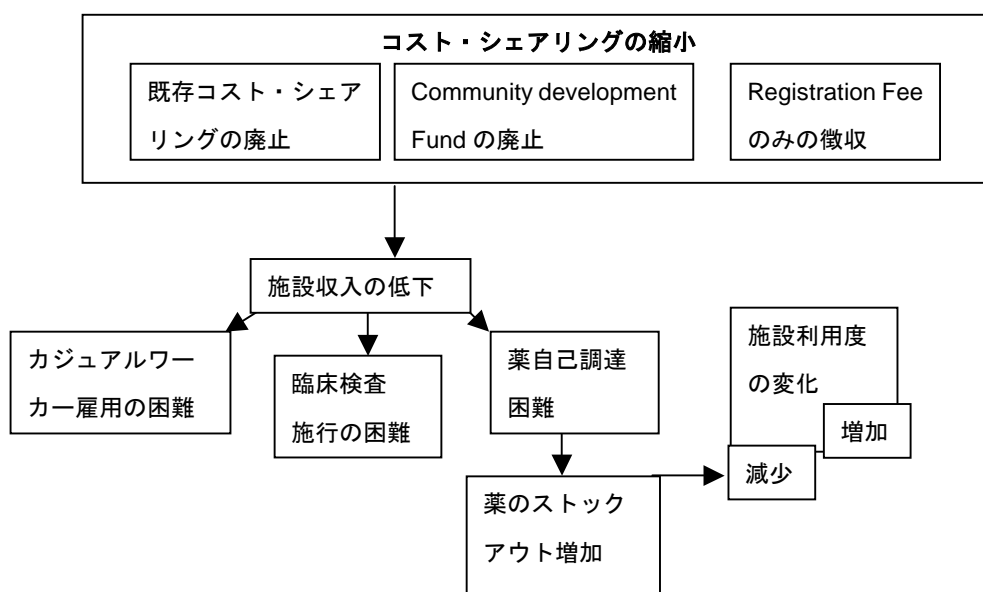 コスト・シェアリングの縮小
既存コスト・シェア
リングの廃止
Community development
Fund の廃止
Registration Fee
のみの徴収
施設収入の低下
カジュアルワー
カー雇用の困難
臨床検査
施行の困難
薬自己調達
困難
施設利用度
の変化
増加
減少
薬のストック
アウト増加